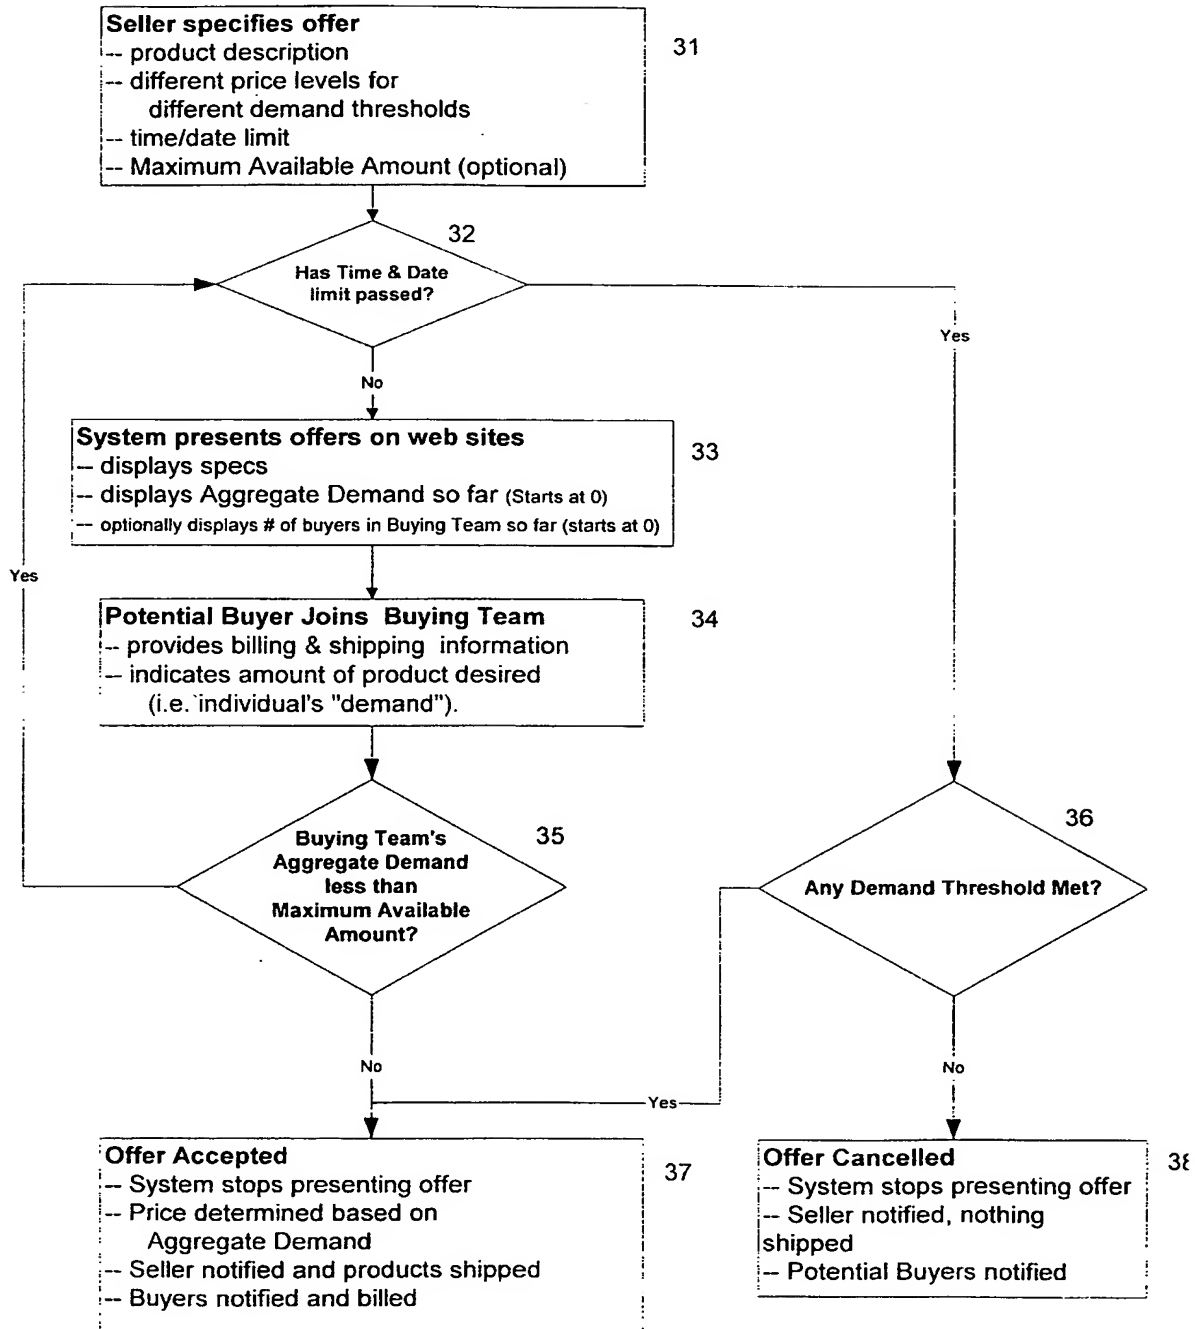 Seller specifies offer
-- product description
-- different price levels for
different demand thresholds
-- time/date limit
-- Maximum Available Amount (optional)
31
32
Has Time & Date
limit passed?
Yes
No
System presents offers on web sites
-- displays specs
-- displays Aggregate Demand so far (Starts at 0)
-- optionally displays # of buyers in Buying Team so far (starts at 0)
33
Yes
Potential Buyer Joins Buying Team
-- provides billing & shipping information
-- indicates amount of product desired
(i.e. individual's "demand").
34
Buying Team's
Aggregate Demand
less than
Maximum Available
Amount?
35
36
Any Demand Threshold Met?
No
No
Yes
Offer Accepted
-- System stops presenting offer
-- Price determined based on
Aggregate Demand
-- Seller notified and products shipped
-- Buyers notified and billed
37
Offer Cancelled
-- System stops presenting offer
-- Seller notified, nothing
shipped
-- Potential Buyers notified
38